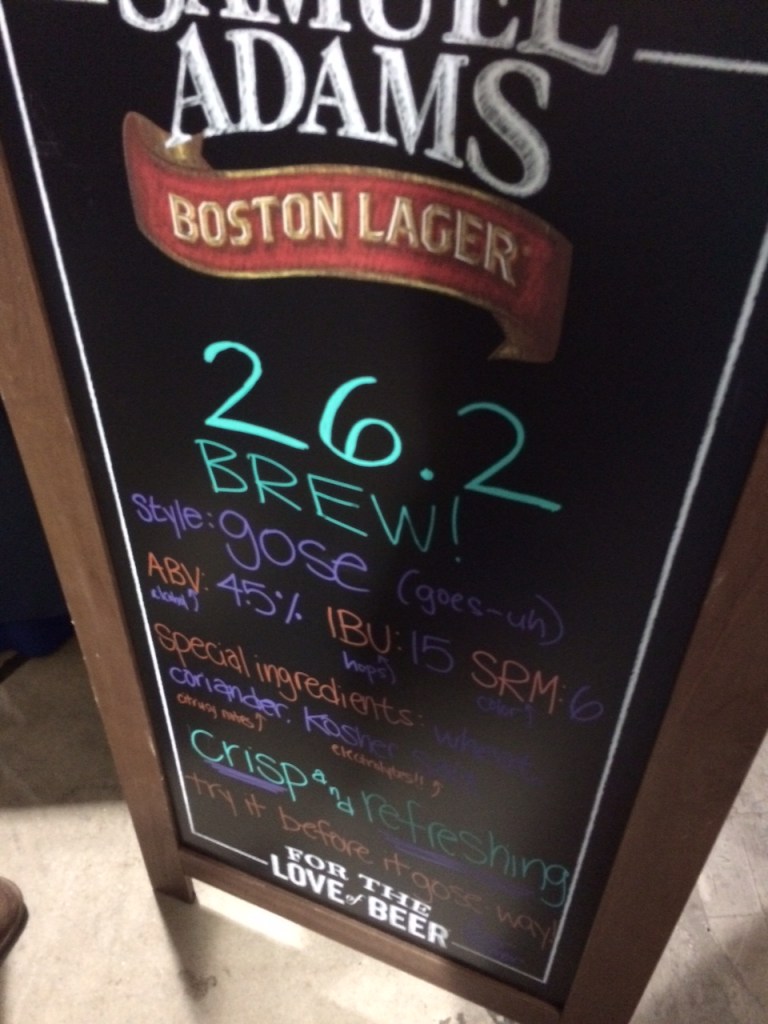 SAMUEL
ADAMS
BOSTON LAGER
26.2
BREW!
Style: gose (goes-uh)
ABV: 4.5% IBU: 15 SRM: 6
alcohol hops color
special ingredients: wheat,
coriander, Kosher salt
citrusy notes electrolytes!!
crisp and refreshing
try it before it gose way!
FOR THE
LOVE of BEER